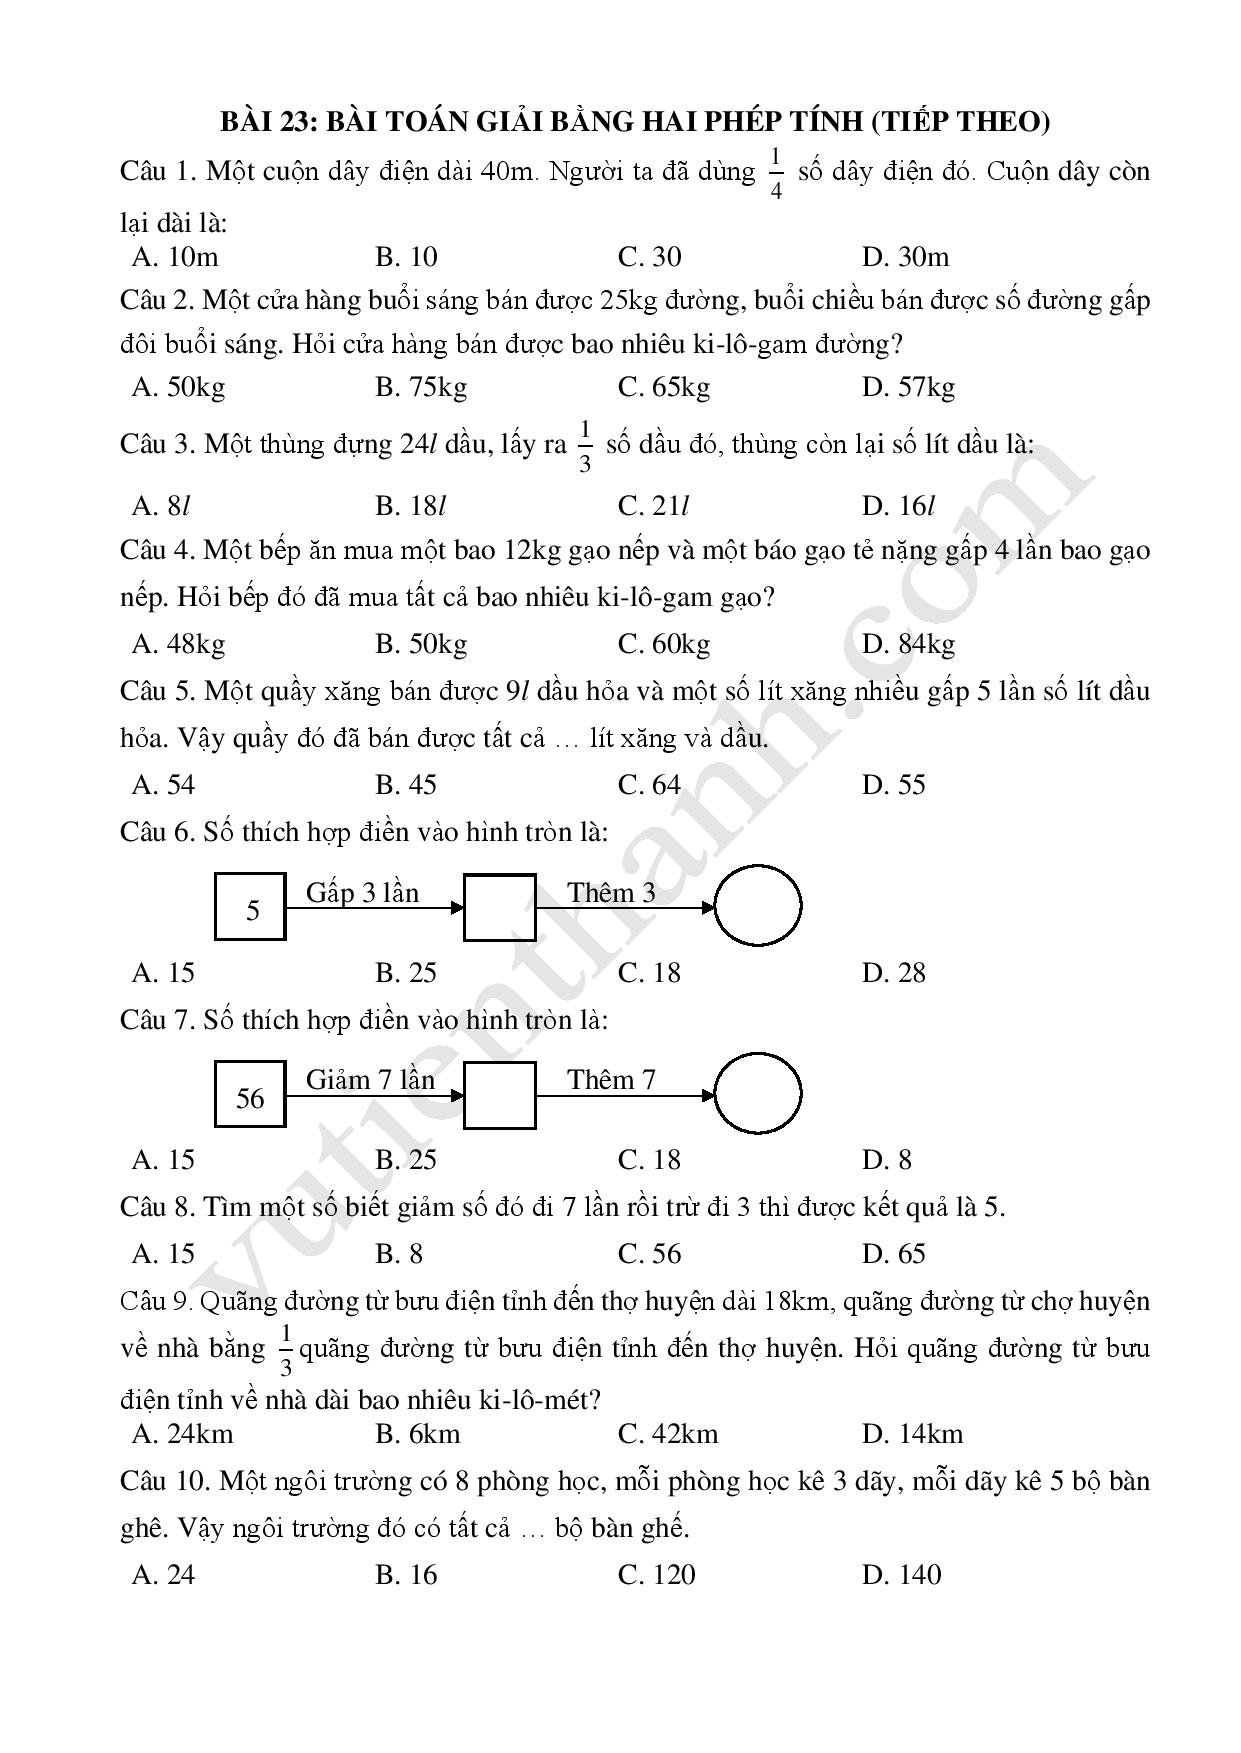 BÀI 23: BÀI TOÁN GIẢI BẰNG HAI PHÉP TÍNH (TIẾP THEO)
Câu 1. Một cuộn dây điện dài 40m. Người ta đã dùng 1/4 số dây điện đó. Cuộn dây còn
lại dài là:
A. 10m B. 10 C. 30 D. 30m
Câu 2. Một cửa hàng buổi sáng bán được 25kg đường, buổi chiều bán được số đường gấp
đôi buổi sáng. Hỏi cửa hàng bán được bao nhiêu ki-lô-gam đường?
A. 50kg B. 75kg C. 65kg D. 57kg
Câu 3. Một thùng đựng 24l dầu, lấy ra 1/3 số dầu đó, thùng còn lại số lít dầu là:
A. 8l B. 18l C. 21l D. 16l
Câu 4. Một bếp ăn mua một bao 12kg gạo nếp và một báo gạo tẻ nặng gấp 4 lần bao gạo
nếp. Hỏi bếp đó đã mua tất cả bao nhiêu ki-lô-gam gạo?
A. 48kg B. 50kg C. 60kg D. 84kg
Câu 5. Một quầy xăng bán được 9l dầu hỏa và một số lít xăng nhiều gấp 5 lần số lít dầu
hỏa. Vậy quầy đó đã bán được tất cả … lít xăng và dầu.
A. 54 B. 45 C. 64 D. 55
Câu 6. Số thích hợp điền vào hình tròn là:
5 Gấp 3 lần Thêm 3
A. 15 B. 25 C. 18 D. 28
Câu 7. Số thích hợp điền vào hình tròn là:
56 Giảm 7 lần Thêm 7
A. 15 B. 25 C. 18 D. 8
Câu 8. Tìm một số biết giảm số đó đi 7 lần rồi trừ đi 3 thì được kết quả là 5.
A. 15 B. 8 C. 56 D. 65
Câu 9. Quãng đường từ bưu điện tỉnh đến thợ huyện dài 18km, quãng đường từ chợ huyện
về nhà bằng 1/3 quãng đường từ bưu điện tỉnh đến thợ huyện. Hỏi quãng đường từ bưu
điện tỉnh về nhà dài bao nhiêu ki-lô-mét?
A. 24km B. 6km C. 42km D. 14km
Câu 10. Một ngôi trường có 8 phòng học, mỗi phòng học kê 3 dãy, mỗi dãy kê 5 bộ bàn
ghê. Vậy ngôi trường đó có tất cả … bộ bàn ghế.
A. 24 B. 16 C. 120 D. 140
vutienthanh.com